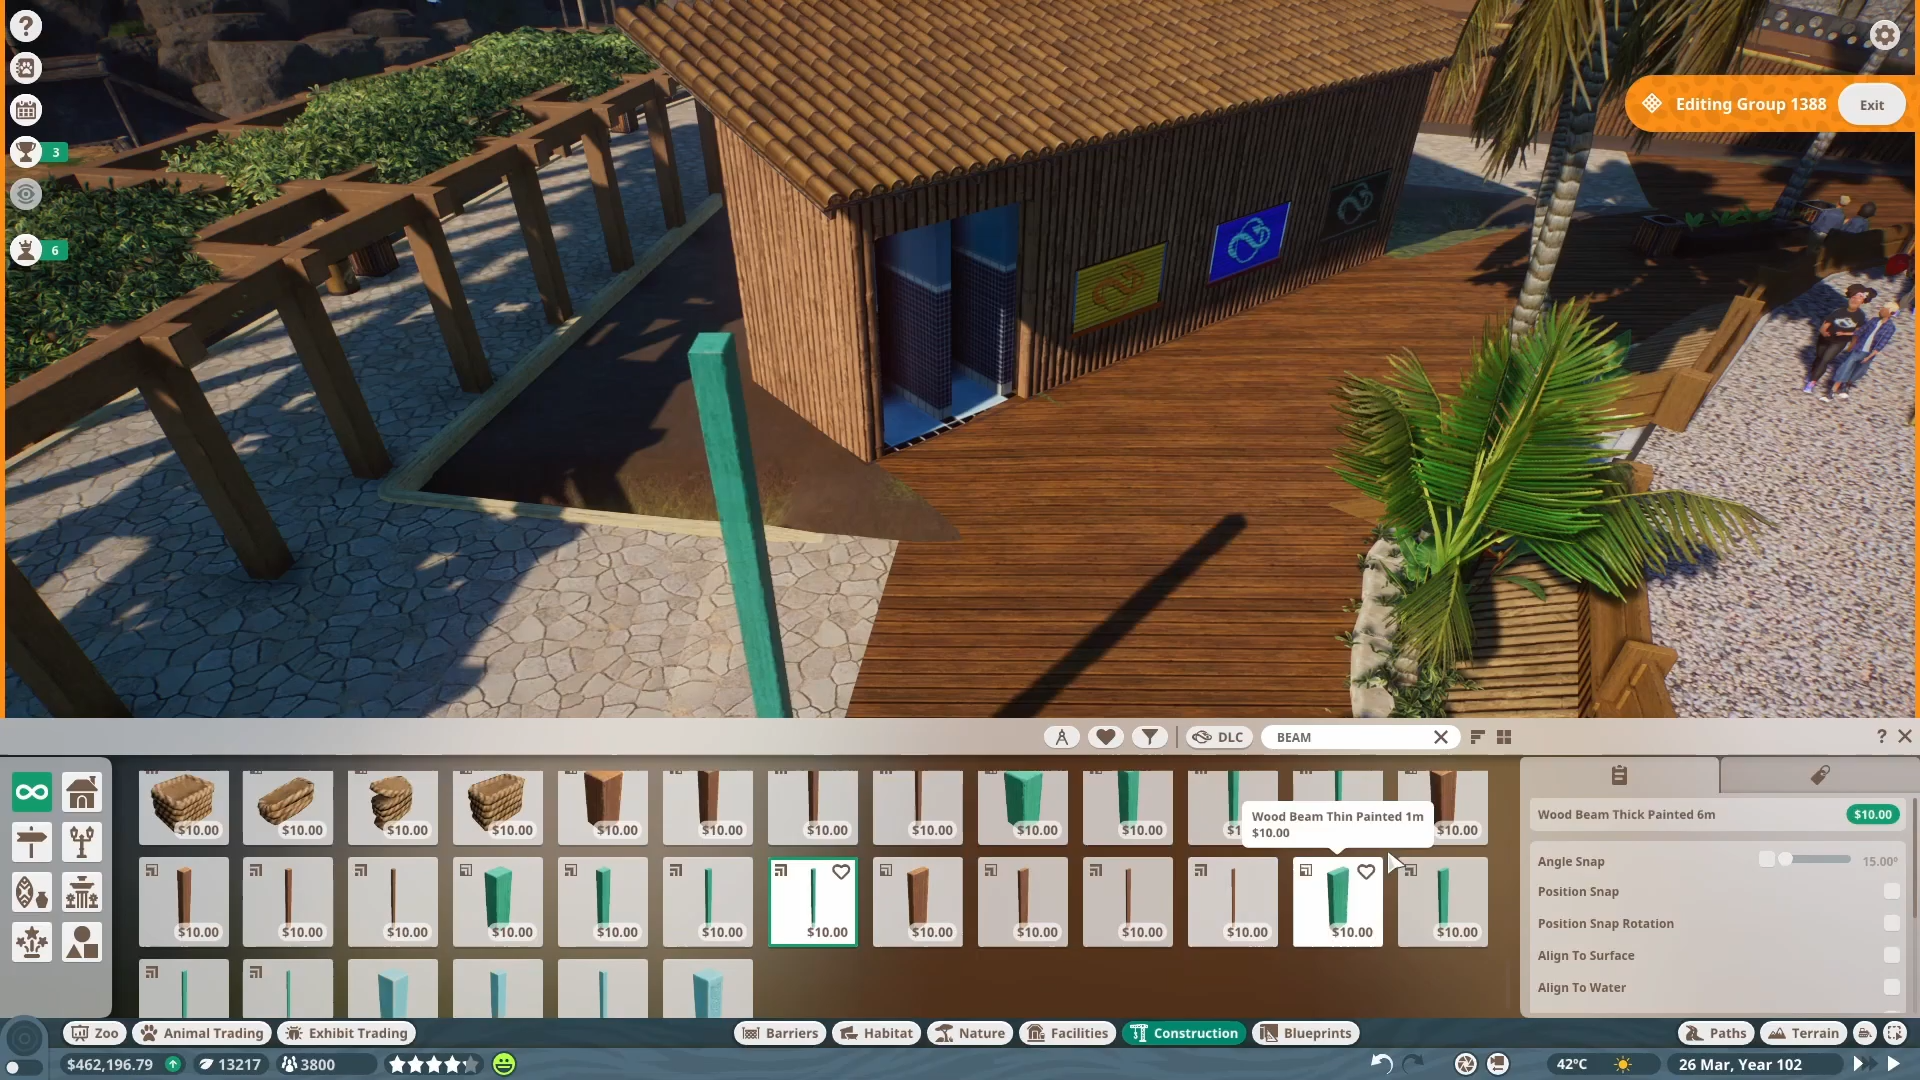 ?
3
6
Editing Group 1388
Exit
DLC
BEAM
?
$10.00
$10.00
$10.00
$10.00
$10.00
$10.00
$10.00
$10.00
$10.00
$10.00
$10.00
Wood Beam Thin Painted 1m
$10.00
$10.00
$10.00
$10.00
$10.00
$10.00
$10.00
$10.00
$10.00
$10.00
$10.00
$10.00
$10.00
$10.00
Wood Beam Thick Painted 6m
$10.00
Angle Snap
15.00°
Position Snap
Position Snap Rotation
Align To Surface
Align To Water
Zoo
Animal Trading
Exhibit Trading
Barriers
Habitat
Nature
Facilities
Construction
Blueprints
Paths
Terrain
$462,196.79
13217
3800
42°C
26 Mar, Year 102